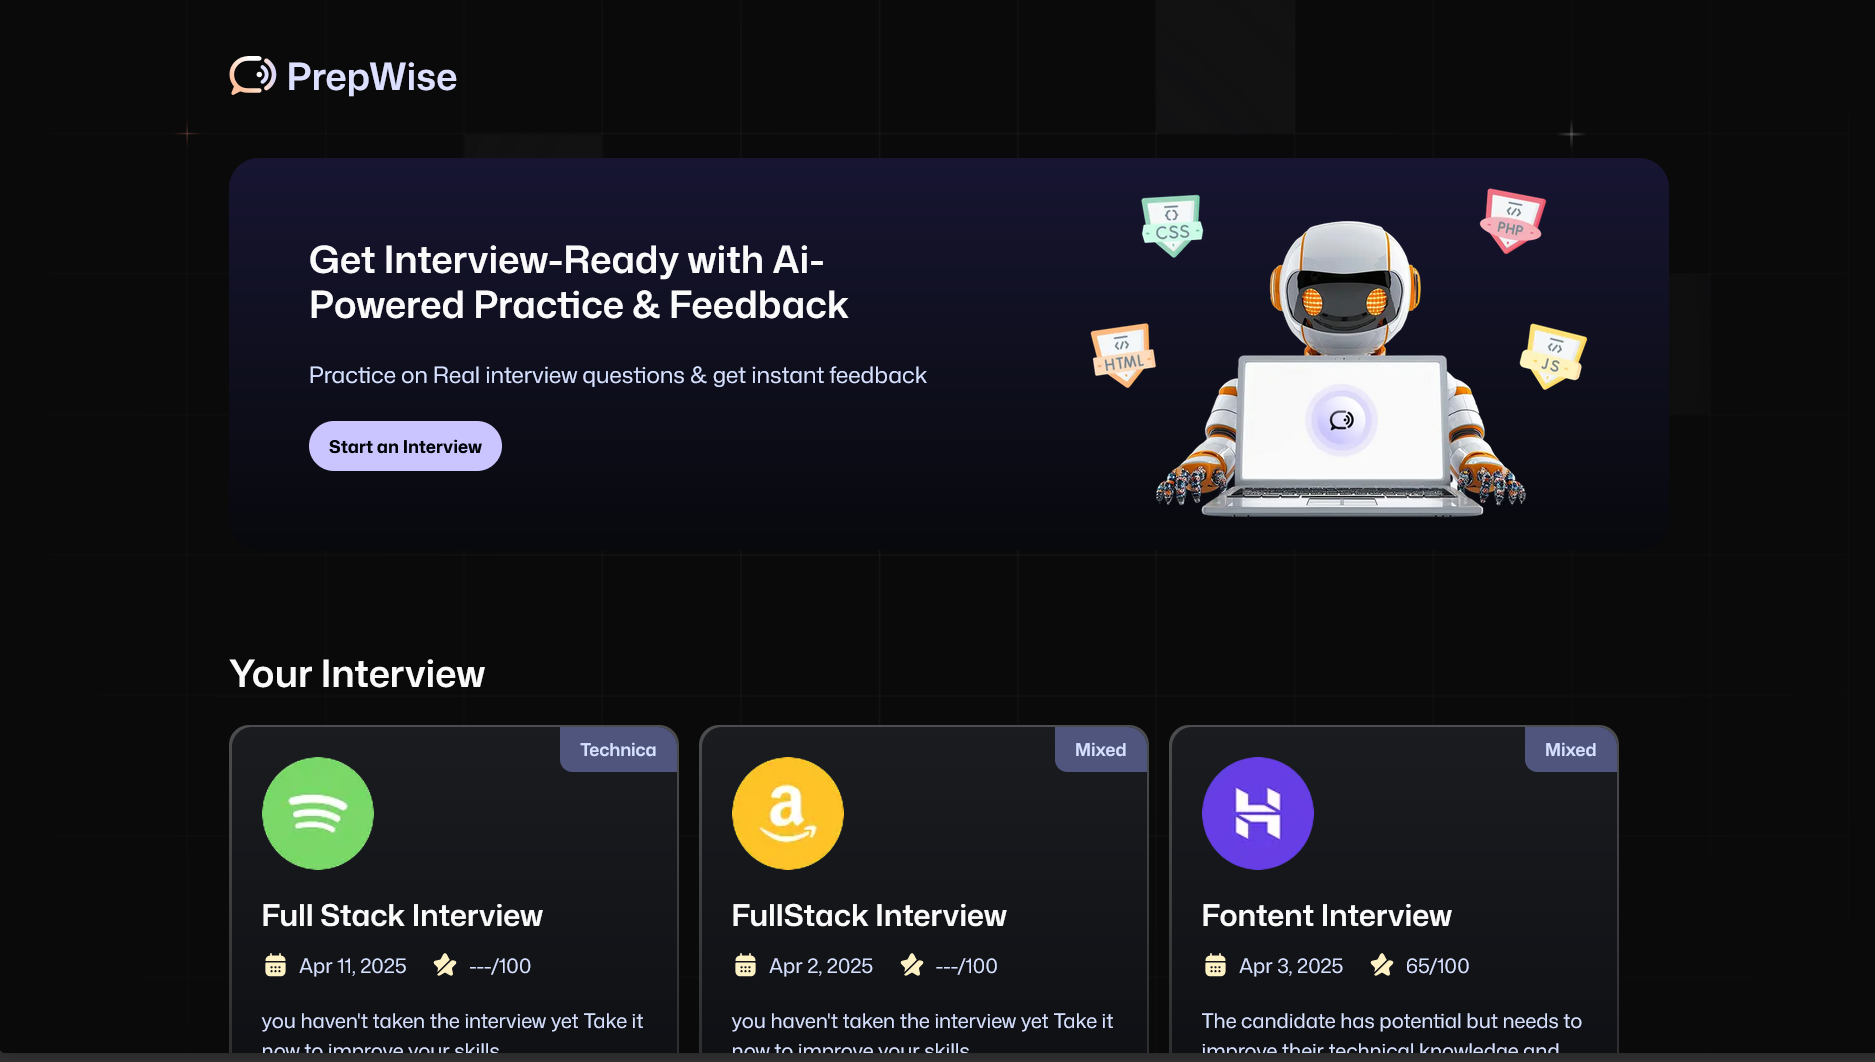 PrepWise
Get Interview-Ready with Ai-
Powered Practice & Feedback
Practice on Real interview questions & get instant feedback
Start an Interview
CSS
PHP
HTML
JS
Your Interview
Technica
Mixed
Mixed
a
Full Stack Interview
FullStack Interview
Fontent Interview
Apr 11, 2025 ---/100
Apr 2, 2025 ---/100
Apr 3, 2025 65/100
you haven't taken the interview yet Take it
now to improve your skills
you haven't taken the interview yet Take it
now to improve your skills
The candidate has potential but needs to
improve their technical knowledge and